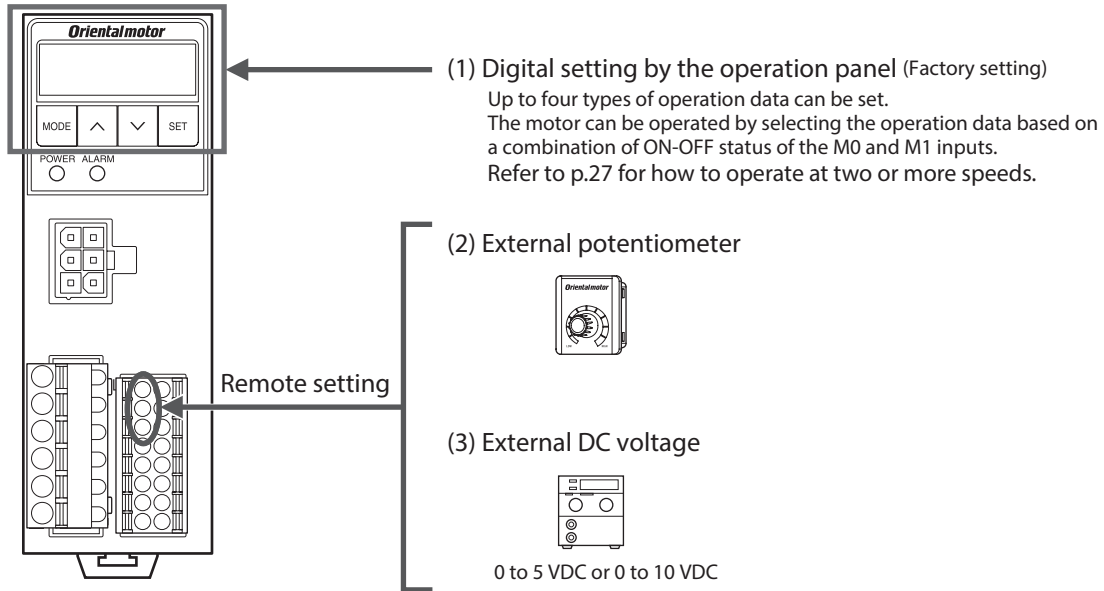 Orientalmotor
MODE
SET
POWER ALARM
(1) Digital setting by the operation panel (Factory setting)
Up to four types of operation data can be set.
The motor can be operated by selecting the operation data based on
a combination of ON-OFF status of the M0 and M1 inputs.
Refer to p.27 for how to operate at two or more speeds.
Remote setting
(2) External potentiometer
Orientalmotor
(3) External DC voltage
0 to 5 VDC or 0 to 10 VDC